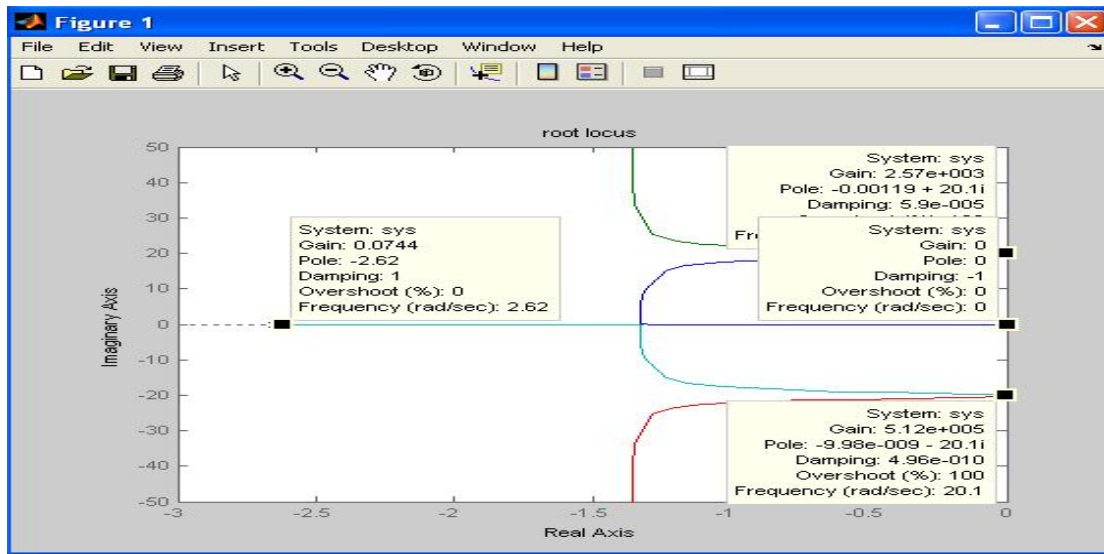 Figure 1
File Edit View Insert Tools Desktop Window Help
root locus
50
40
30
20
10
0
-10
-20
-30
-40
-50
Imaginary Axis
System: sys
Gain: 0.0744
Pole: -2.62
Damping: 1
Overshoot (%): 0
Frequency (rad/sec): 2.62
System: sys
Gain: 2.57e+003
Pole: -0.00119 + 20.1i
Damping: 5.9e-005
System: sys
Gain: 0
Pole: 0
Damping: -1
Overshoot (%): 0
Frequency (rad/sec): 0
System: sys
Gain: 5.12e+005
Pole: -9.98e-009 - 20.1i
Damping: 4.96e-010
Overshoot (%): 100
Frequency (rad/sec): 20.1
-3 -2.5 -2 -1.5 -1 -0.5 0
Real Axis